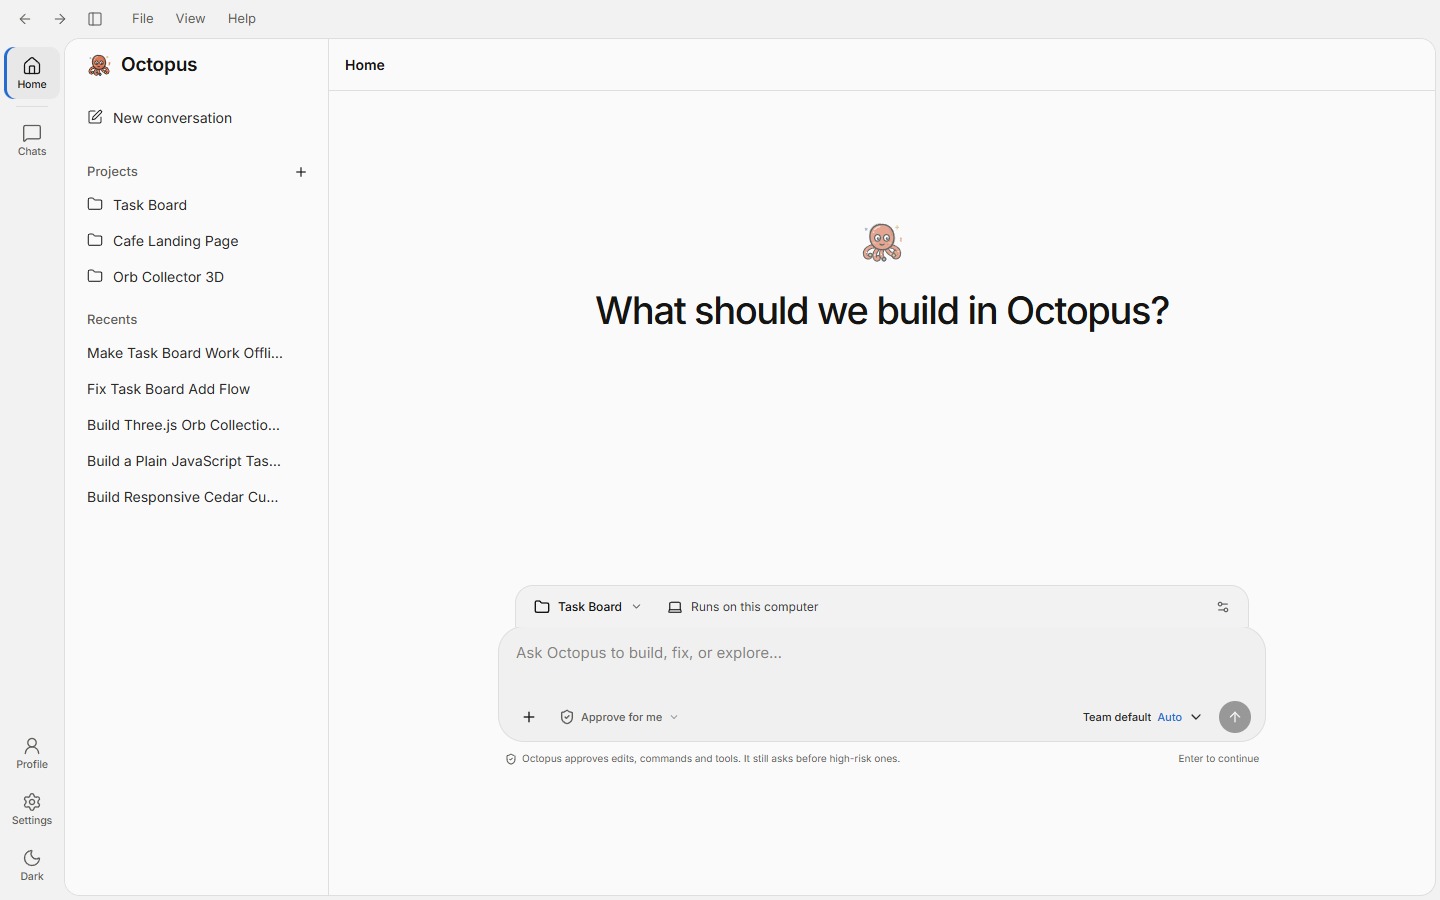 File View Help
Home
Chats
Profile
Settings
Dark
Octopus
New conversation
Projects
Task Board
Cafe Landing Page
Orb Collector 3D
Recents
Make Task Board Work Offli...
Fix Task Board Add Flow
Build Three.js Orb Collectio...
Build a Plain JavaScript Tas...
Build Responsive Cedar Cu...
Home
What should we build in Octopus?
Task Board Runs on this computer
Ask Octopus to build, fix, or explore...
Approve for me Team default Auto
Octopus approves edits, commands and tools. It still asks before high-risk ones. Enter to continue